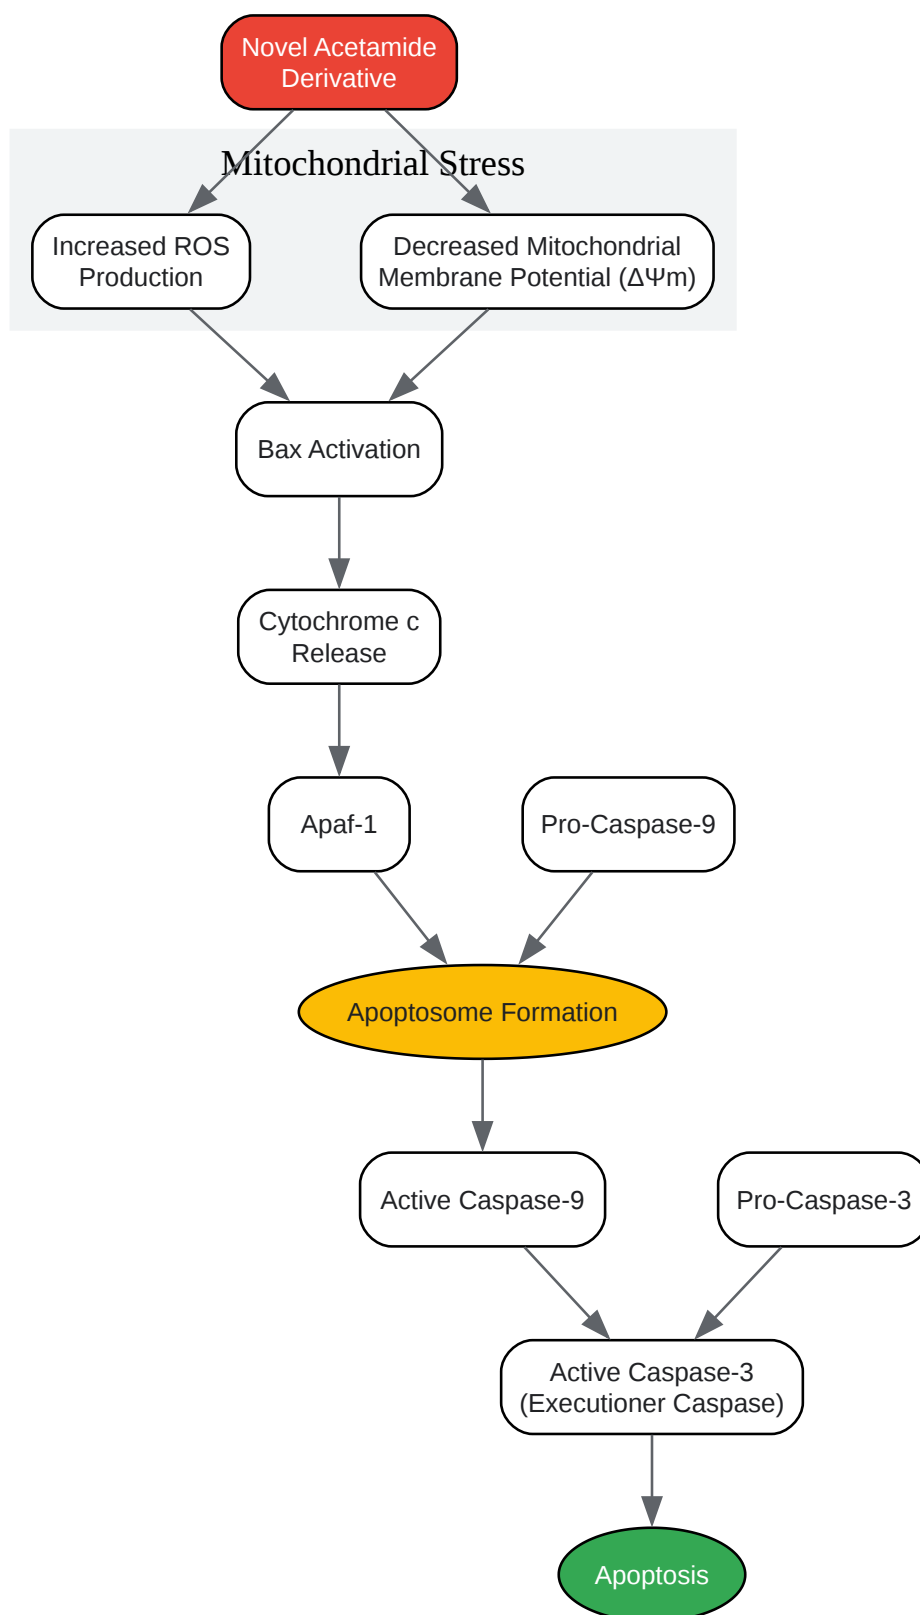 Novel Acetamide
Derivative
Mitochondrial Stress
Increased ROS
Production
Decreased Mitochondrial
Membrane Potential (ΔΨm)
Bax Activation
Cytochrome c
Release
Apaf-1
Pro-Caspase-9
Apoptosome Formation
Active Caspase-9
Pro-Caspase-3
Active Caspase-3
(Executioner Caspase)
Apoptosis